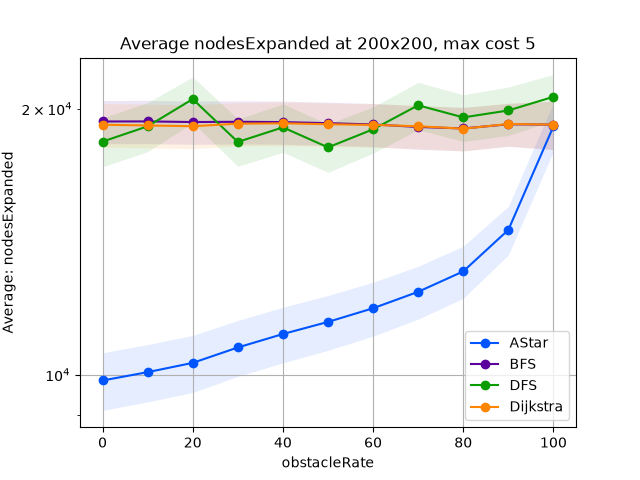 Average nodesExpanded at 200x200, max cost 5
Average: nodesExpanded
2 × 10⁴
10⁴
0 20 40 60 80 100
obstacleRate
AStar
BFS
DFS
Dijkstra